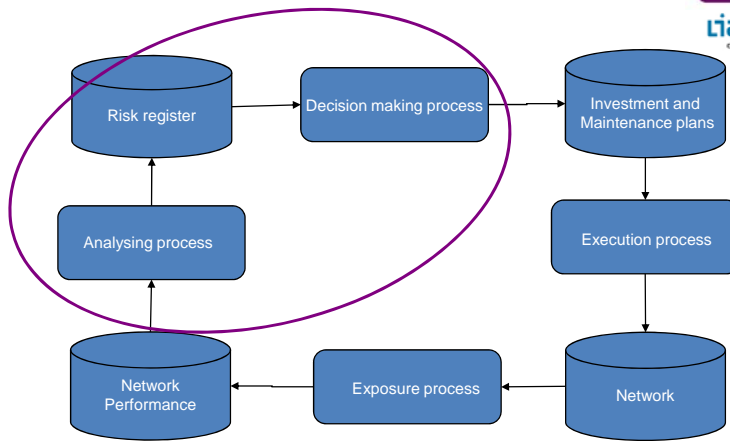 Risk register
Decision making process
Investment and
Maintenance plans
Analysing process
Execution process
Network
Performance
Exposure process
Network